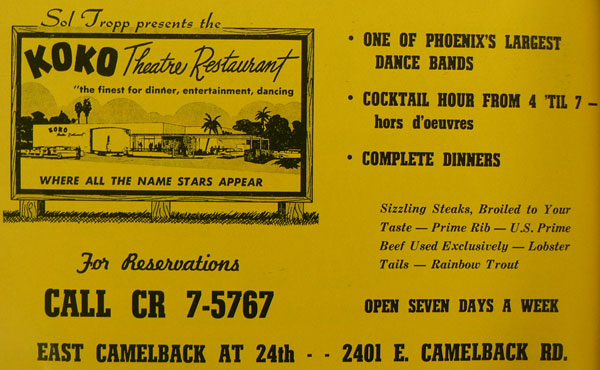 Sol Tropp presents the
KOKO Theatre Restaurant
"the finest for dinner, entertainment, dancing
KOKO
WHERE ALL THE NAME STARS APPEAR
For Reservations
CALL CR 7-5767
• ONE OF PHOENIX'S LARGEST
DANCE BANDS
• COCKTAIL HOUR FROM 4 'TIL 7 –
hors d'oeuvres
• COMPLETE DINNERS
Sizzling Steaks, Broiled to Your
Taste — Prime Rib — U.S. Prime
Beef Used Exclusively — Lobster
Tails — Rainbow Trout
OPEN SEVEN DAYS A WEEK
EAST CAMELBACK AT 24th - - 2401 E. CAMELBACK RD.